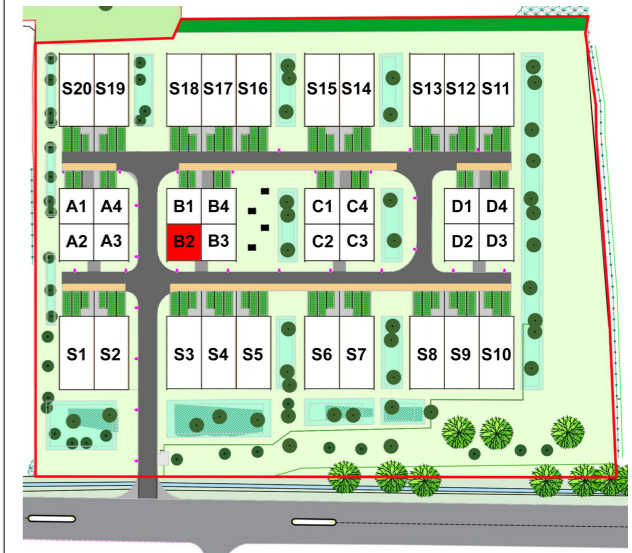 S20 S19 S18 S17 S16 S15 S14 S13 S12 S11
A1 A4 B1 B4 C1 C4 D1 D4
A2 A3 B2 B3 C2 C3 D2 D3
S1 S2 S3 S4 S5 S6 S7 S8 S9 S10